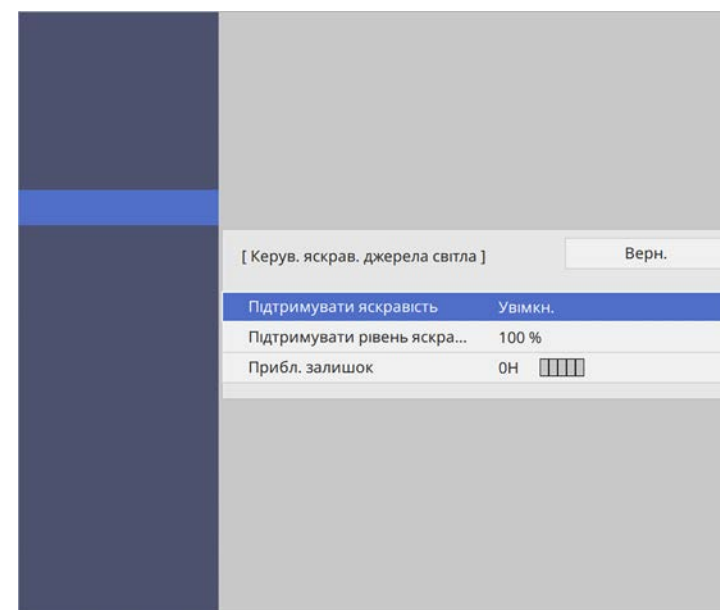 [ Керув. яскрав. джерела світла ] Верн.
Підтримувати яскравість Увімкн.
Підтримувати рівень яскра... 100 %
Прибл. залишок 0H